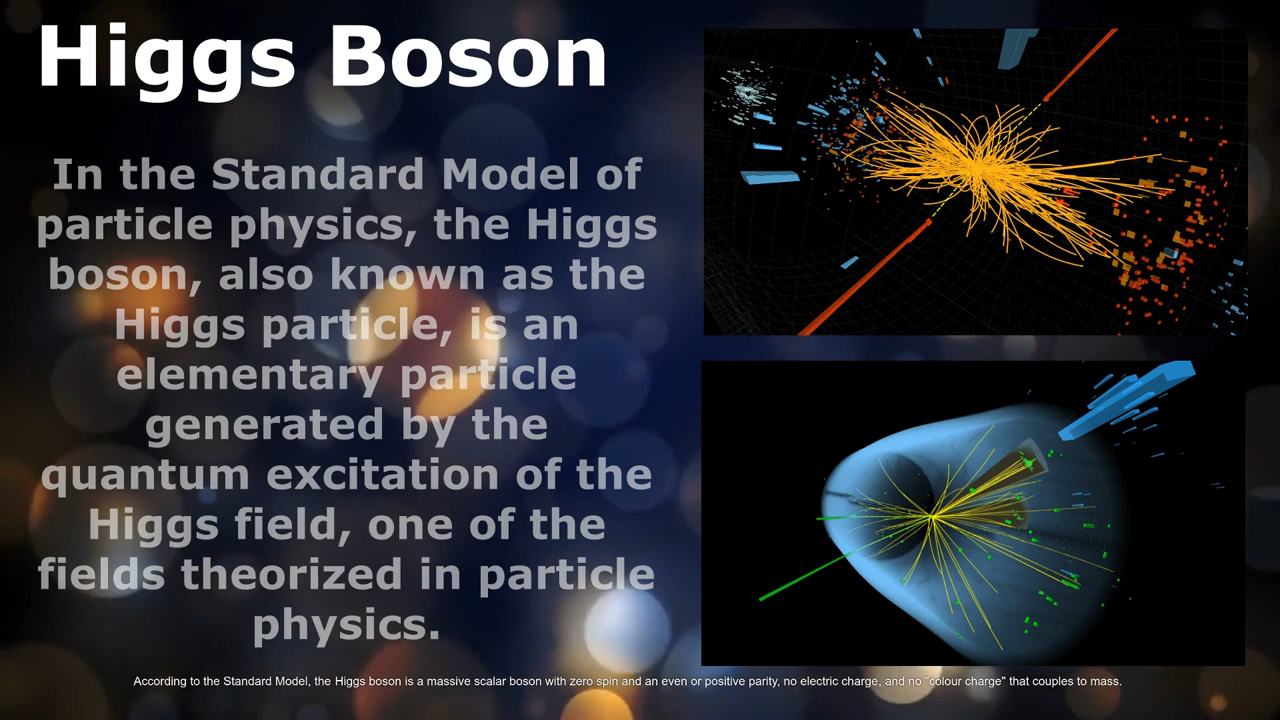 Higgs Boson
In the Standard Model of
particle physics, the Higgs
boson, also known as the
Higgs particle, is an
elementary particle
generated by the
quantum excitation of the
Higgs field, one of the
fields theorized in particle
physics.
According to the Standard Model, the Higgs boson is a massive scalar boson with zero spin and an even or positive parity, no electric charge, and no "colour charge" that couples to mass.